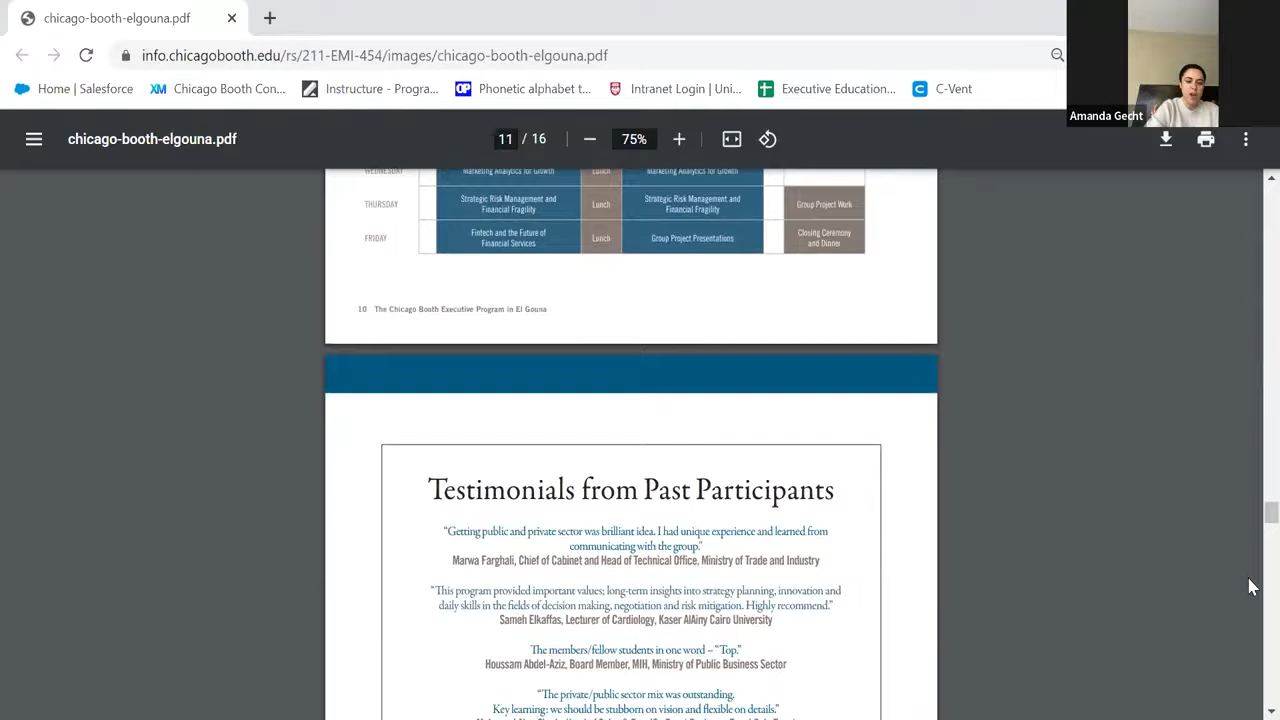 chicago-booth-elgouna.pdf
info.chicagobooth.edu/rs/211-EMI-454/images/chicago-booth-elgouna.pdf
Home | Salesforce
XM Chicago Booth Con...
Instructure - Progra...
OP Phonetic alphabet t...
Intranet Login | Uni...
Executive Education...
C-Vent
Amanda Gecht
chicago-booth-elgouna.pdf
11 / 16
75%
WEDNESDAY Marketing Analytics for Growth Lunch Marketing Analytics for Growth
THURSDAY
Strategic Risk Management and
Financial Fragility
Lunch
Strategic Risk Management and
Financial Fragility
Group Project Work
FRIDAY
Fintech and the Future of
Financial Services
Lunch
Group Project Presentations
Closing Ceremony
and Dinner
10 The Chicago Booth Executive Program in El Gouna
Testimonials from Past Participants
“Getting public and private sector was brilliant idea. I had unique experience and learned from
communicating with the group.”
Marwa Farghali, Chief of Cabinet and Head of Technical Office, Ministry of Trade and Industry
“This program provided important values; long-term insights into strategy planning, innovation and
daily skills in the fields of decision making, negotiation and risk mitigation. Highly recommend.”
Sameh Elkaffas, Lecturer of Cardiology, Kaser AlAiny Cairo University
The members/fellow students in one word – “Top.”
Houssam Abdel-Aziz, Board Member, MIH, Ministry of Public Business Sector
“The private/public sector mix was outstanding.
Key learning: we should be stubborn on vision and flexible on details.”